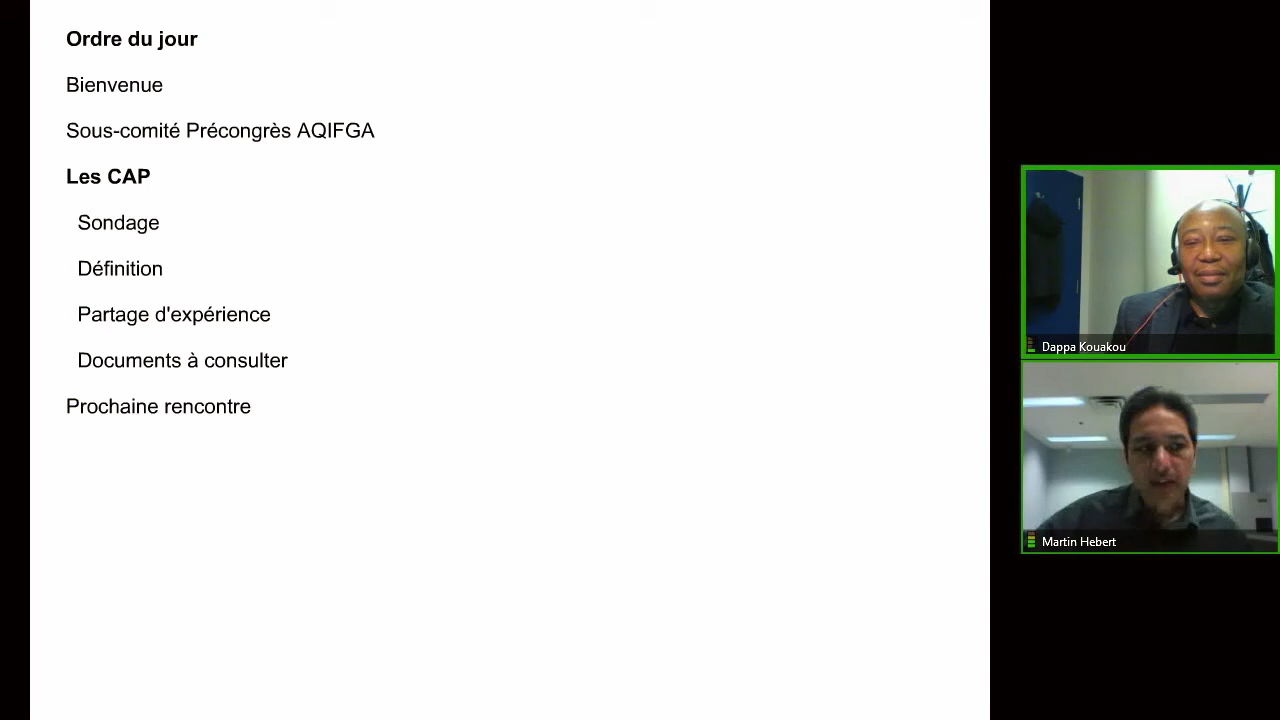 Ordre du jour
Bienvenue
Sous-comité Précongrès AQIFGA
Les CAP
Sondage
Définition
Partage d'expérience
Documents à consulter
Prochaine rencontre
Dappa Kouakou
Martin Hebert